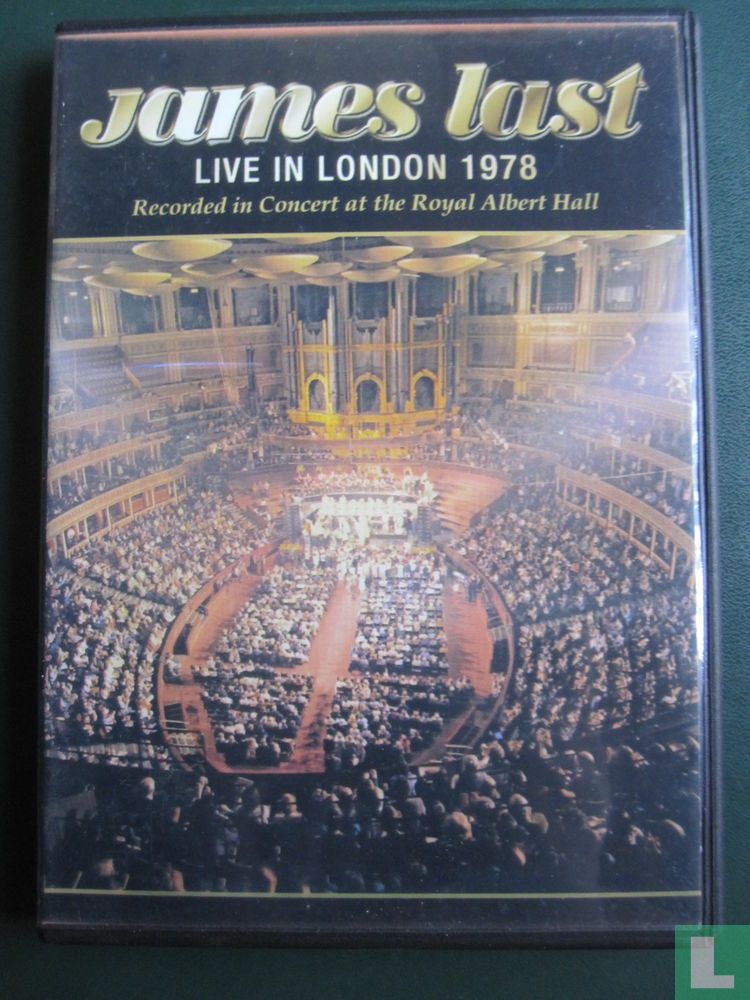 James Last
LIVE IN LONDON 1978
Recorded in Concert at the Royal Albert Hall
L